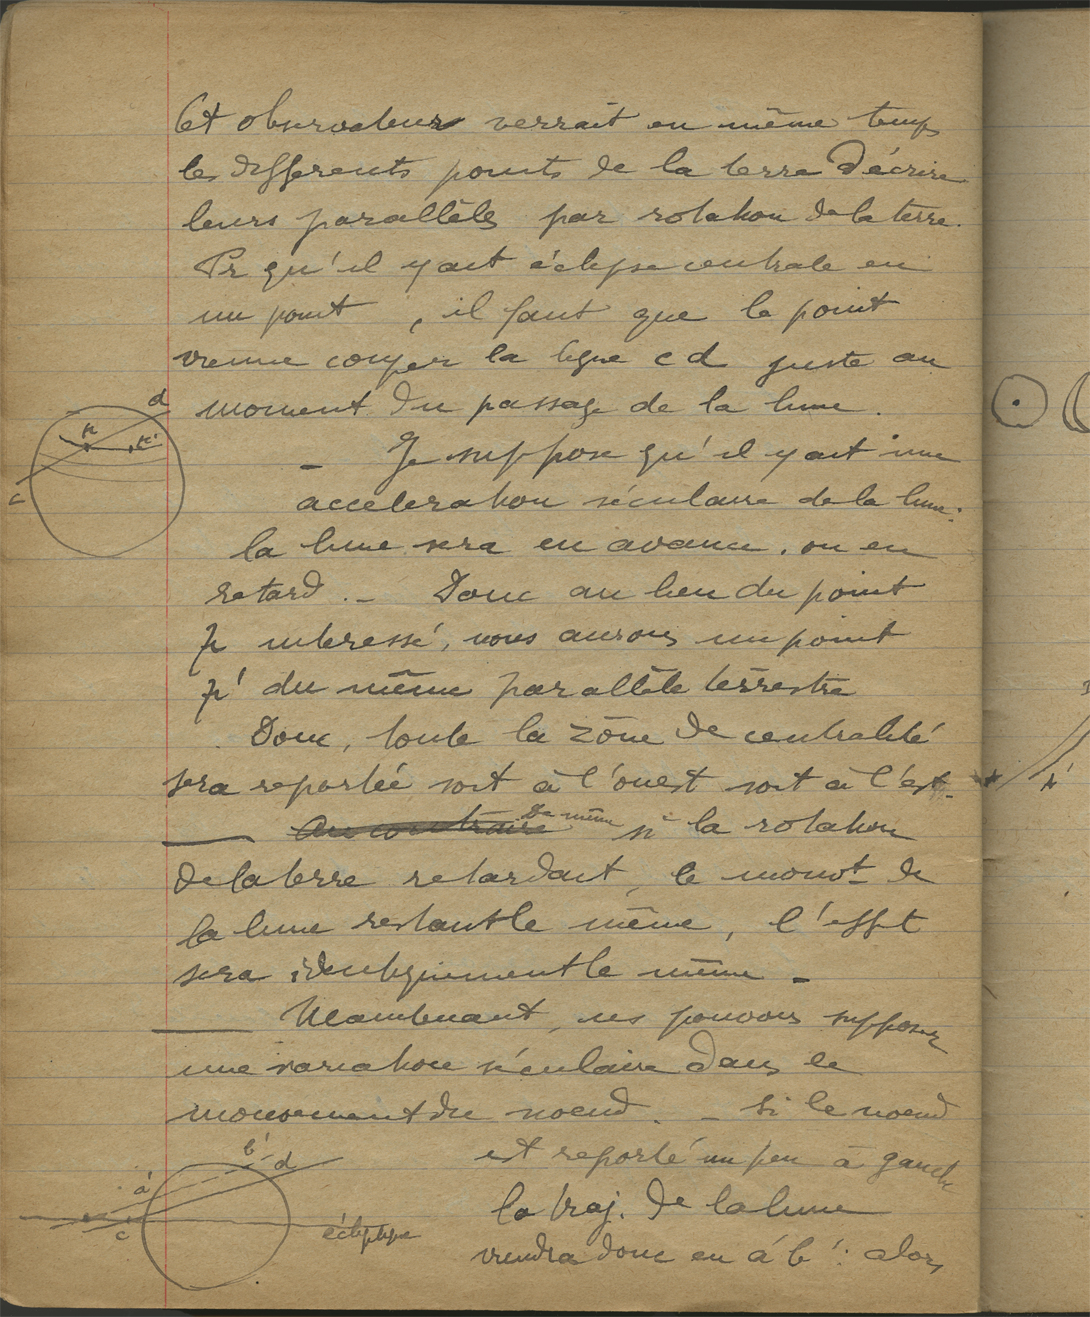 Cet observateur verrait en même temps
les differents points de la terre décrire
leurs parallèles par rotation de la terre.
Pr qu'il y ait éclipse centrale en
un point, il faut que le point
vienne couper la ligne c d juste au
moment du passage de la lune.
d
p p'
c
– Je suppose qu'il y ait une
acceleration séculaire de la lune:
la lune sera en avance, ou en
retard. – Donc au lieu du point
p interessé, nous aurons un point
p' du même parallèle terrestre
Donc, toute la zône de centralité
sera reportée soit à l'ouest soit à l'est.
— Au contraire De même si la rotation
de la terre retardait, le mouvt de
la lune restant le même, l'effet
sera identiquement le même –
— Maintenant, ns pouvons supposer
une variation séculaire dans le
mouvement du noeud. – Si le noeud
est reporté un peu à gauche
la traj. de la lune
viendra donc en a' b': alors
b' d
a'
c
écliptique
p'